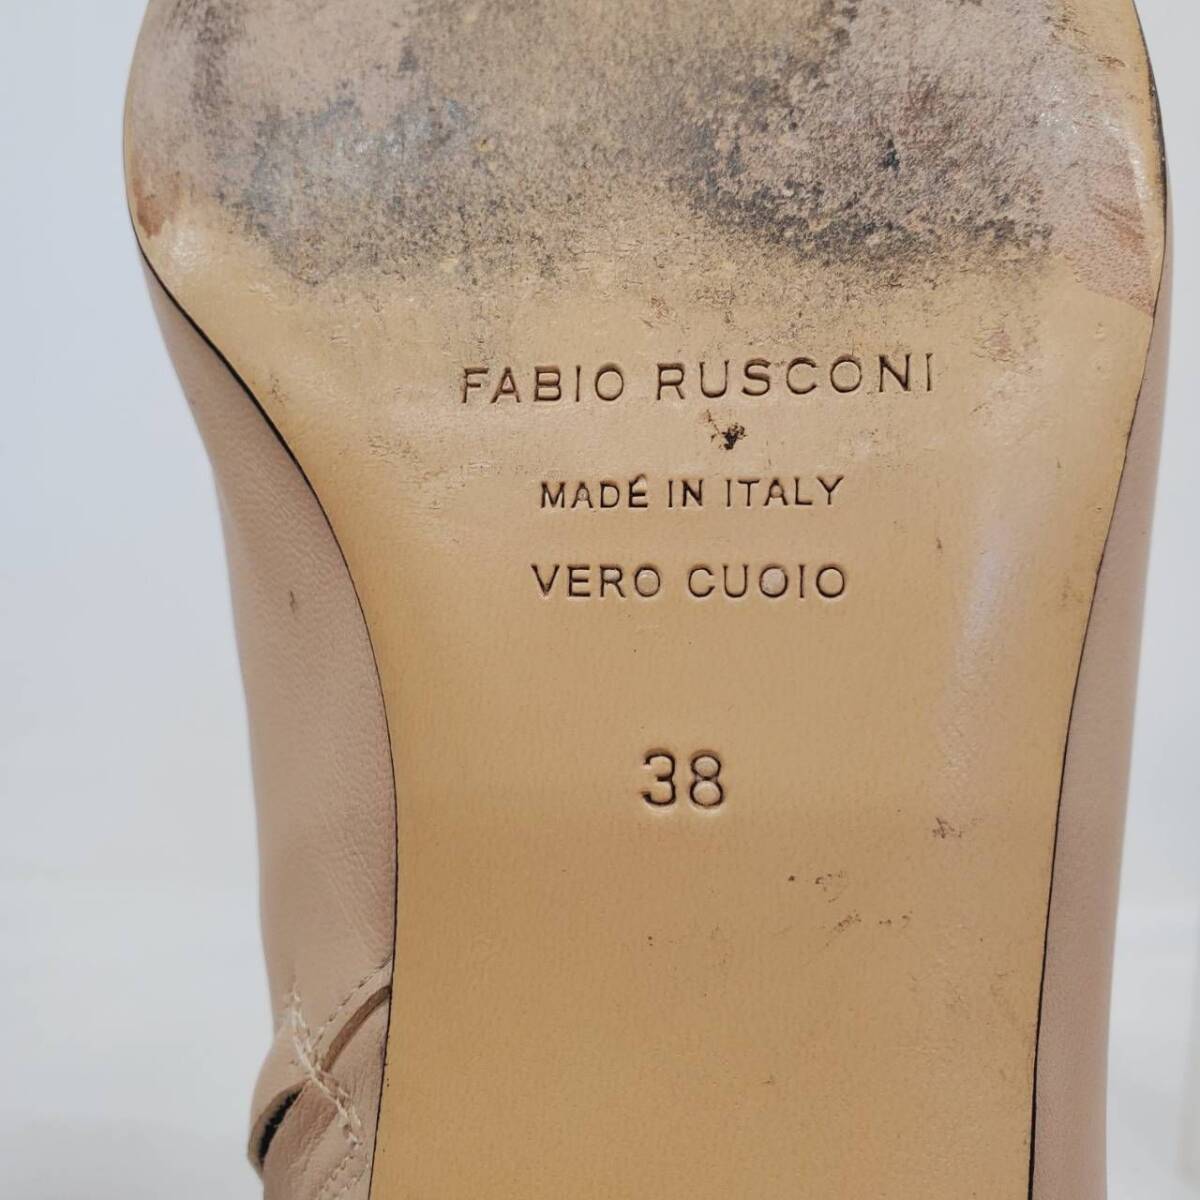 FABIO RUSCONI
MADE IN ITALY
VERO CUOIO
38